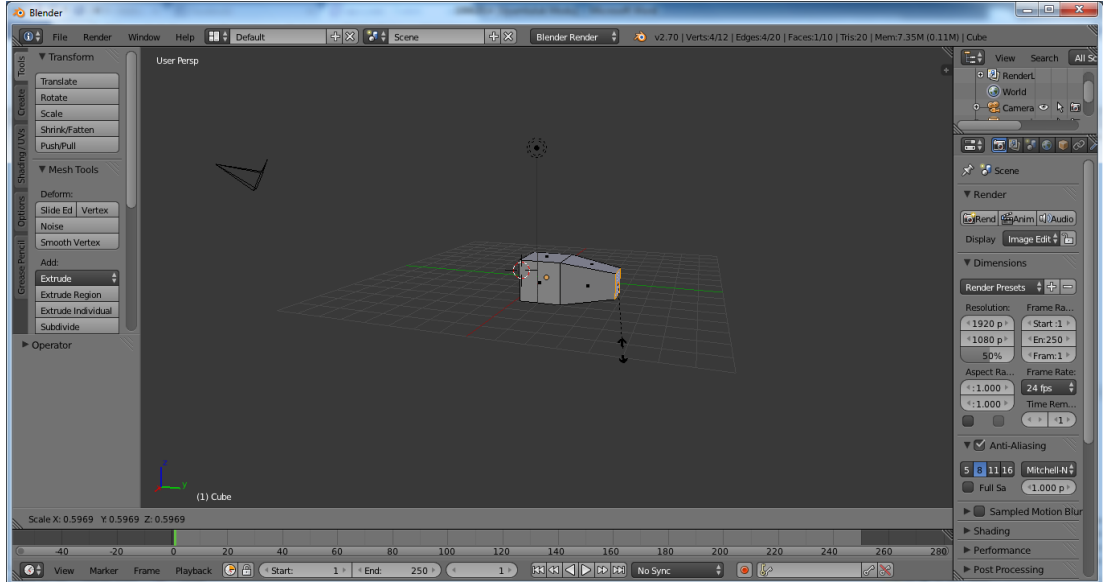 Blender
File Render Window Help Default Scene Blender Render v2.70 | Verts:4/12 | Edges:4/20 | Faces:1/10 | Tris:20 | Mem:7.35M (0.11M) | Cube
Tools
Create
Shading / UVs
Options
Grease Pencil
Transform
Translate
Rotate
Scale
Shrink/Fatten
Push/Pull
Mesh Tools
Deform:
Slide Ed Vertex
Noise
Smooth Vertex
Add:
Extrude
Extrude Region
Extrude Individual
Subdivide
Operator
User Persp
z
y
(1) Cube
Scale X: 0.5969 Y: 0.5969 Z: 0.5969
View Search All Sc
RenderL
World
Camera
Scene
Render
Rend Anim Audio
Display Image Edit
Dimensions
Render Presets
Resolution: Frame Ra...
1920 p Start :1
1080 p En:250
50% Fram:1
Aspect Ra... Frame Rate:
:1.000 24 fps
:1.000 Time Rem...
1
Anti-Aliasing
5 8 11 16 Mitchell-N
Full Sa 1.000 p
Sampled Motion Blur
Shading
Performance
Post Processing
-40 -20 0 20 40 60 80 100 120 140 160 180 200 220 240 260 280
View Marker Frame Playback Start: 1 End: 250 1 No Sync